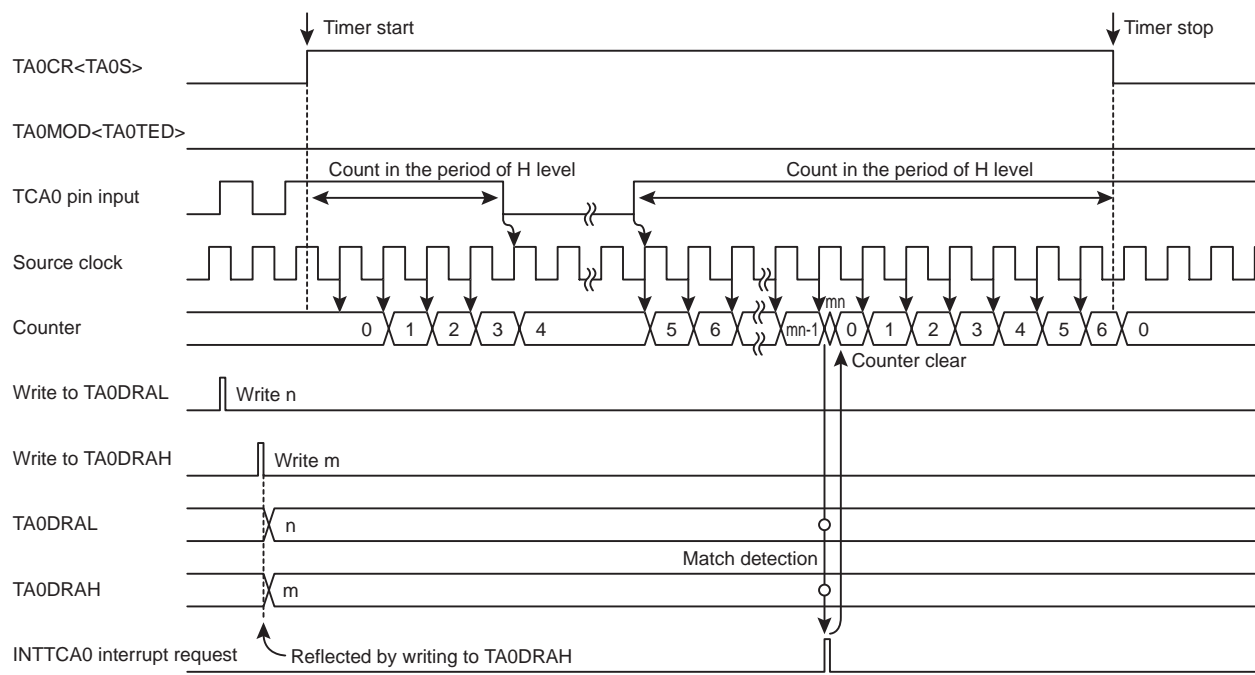 Timer start
Timer stop
TA0CR<TA0S>
TA0MOD<TA0TED>
Count in the period of H level
Count in the period of H level
TCA0 pin input
Source clock
mn
Counter
0 1 2 3 4 5 6 mn-1 0 1 2 3 4 5 6 0
Counter clear
Write to TA0DRAL
Write n
Write to TA0DRAH
Write m
TA0DRAL
n
Match detection
TA0DRAH
m
INTTCA0 interrupt request
Reflected by writing to TA0DRAH